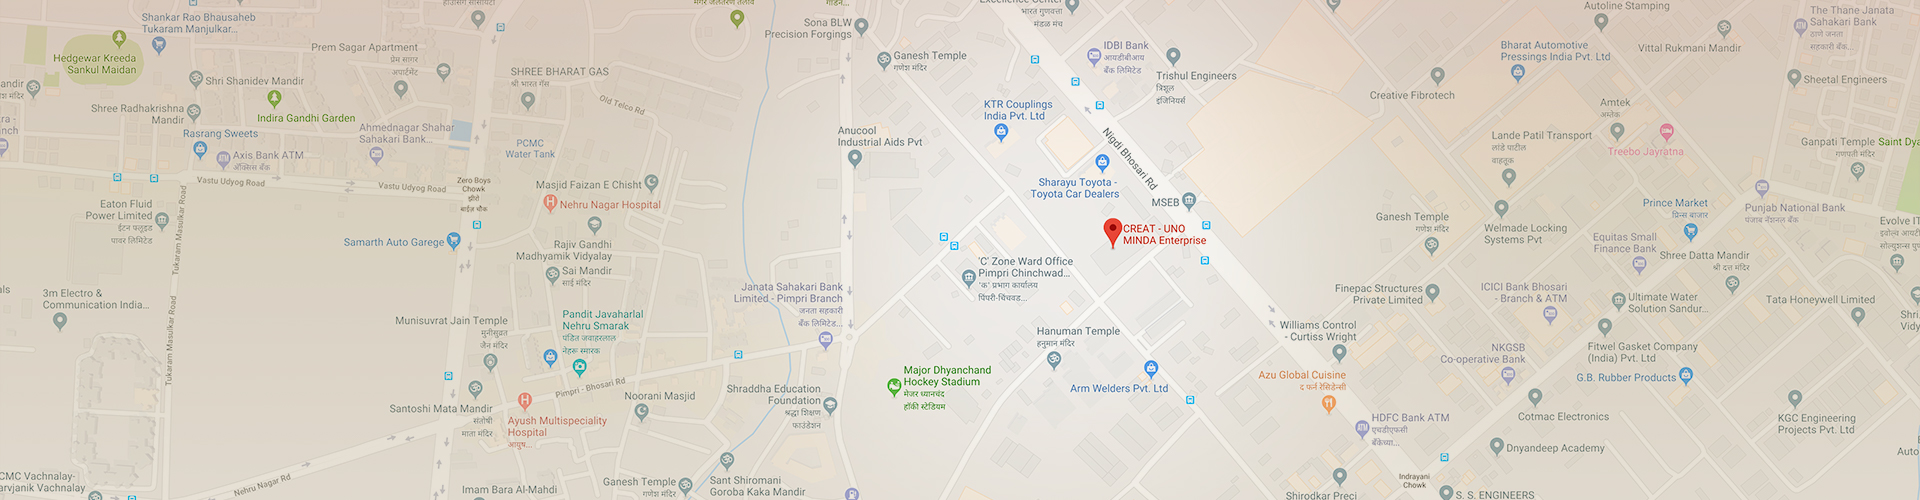 Shankar Rao Bhausaheb
Tukaram Manjulkar...
Hedgewar Kreeda
Sankul Maidan
Prem Sagar Apartment
प्रेम सागर
अपार्टमेंट
Shri Shanidev Mandir
Shree Radhakrishna
Mandir
Indira Gandhi Garden
Rasrang Sweets
Axis Bank ATM
ॲक्सिस बँक
Ahmednagar Shahar
Sahakari Bank...
Vastu Udyog Road
Vastu Udyog Road
Zero Boys
Chowk
झीरो
बाईज चौक
Eaton Fluid
Power Limited
ईटन फ्लूइड
पावर लिमिटेड
Tukaram Masulkar Road
Tukaram Masulkar Road
Samarth Auto Garege
3m Electro &
Communication India...
SHREE BHARAT GAS
श्री भारत गॅस
Old Telco Rd
PCMC
Water Tank
Masjid Faizan E Chisht
Nehru Nagar Hospital
Rajiv Gandhi
Madhyamik Vidyalay
Sai Mandir
साई मंदिर
Munisuvrat Jain Temple
मुनीसुव्रत
जैन मंदिर
Pandit Javaharlal
Nehru Smarak
पंडित जवाहरलाल
नेहरू स्मारक
Pimpri - Bhosari Rd
Santoshi Mata Mandir
संतोषी
माता मंदिर
Ayush Multispeciality
Hospital
आयुष...
Noorani Masjid
Nehru Nagar Rd
Imam Bara Al-Mahdi
Ganesh Temple
गणेश मंदिर
Sant Shiromani
Goroba Kaka Mandir
Shraddha Education
Foundation
श्रद्धा शिक्षण
फाउंडेशन
Janata Sahakari Bank
Limited - Pimpri Branch
जनता सहकारी
बँक लिमिटेड...
Sona BLW
Precision Forgings
Ganesh Temple
गणेश मंदिर
Anucool
Industrial Aids Pvt
Excellence Center
भारत गुणवत्ता
मंडळ मंच
IDBI Bank
आयडीबीआय
बँक लिमिटेड
Trishul Engineers
त्रिशूल
इंजिनियर्स
KTR Couplings
India Pvt. Ltd
Nigdi Bhosari Rd
Sharayu Toyota -
Toyota Car Dealers
MSEB
CREAT - UNO
MINDA Enterprise
'C' Zone Ward Office
Pimpri Chinchwad...
'क' प्रभाग कार्यालय
पिंपरी-चिंचवड...
Hanuman Temple
हनुमान मंदिर
Major Dhyanchand
Hockey Stadium
मेजर ध्यानचंद
हॉकी स्टेडियम
Arm Welders Pvt. Ltd
Autoline Stamping
Bharat Automotive
Pressings India Pvt. Ltd
Vittal Rukmani Mandir
The Thane Janata
Sahakari Bank
ठाणे जनता
सहकारी बँक...
Sheetal Engineers
Creative Fibrotech
Amtek
अम्तेक
Lande Patil Transport
लांडे पाटील
वाहतूक
Treebo Jayratna
Ganpati Temple
गणपती मंदिर
Saint Dya
Ganesh Temple
गणेश मंदिर
Welmade Locking
Systems Pvt
Prince Market
प्रिन्स बाजार
Punjab National Bank
पंजाब नॅशनल बँक
Evolve IT
Equitas Small
Finance Bank
Shree Datta Mandir
श्री दत्त मंदिर
Finepac Structures
Private Limited
ICICI Bank Bhosari
- Branch & ATM
Ultimate Water
Solution Sandur...
Tata Honeywell Limited
Williams Control
- Curtiss Wright
NKGSB
Co-operative Bank
Fitwel Gasket Company
(India) Pvt. Ltd
G.B. Rubber Products
Azu Global Cuisine
द फर्न रेसिडेन्सी
HDFC Bank ATM
एचडीएफसी
बँकेच्या...
Cotmac Electronics
Dnyandeep Academy
KGC Engineering
Projects Pvt. Ltd
Indrayani
Chowk
Shirodkar Preci
S. S. ENGINEERS